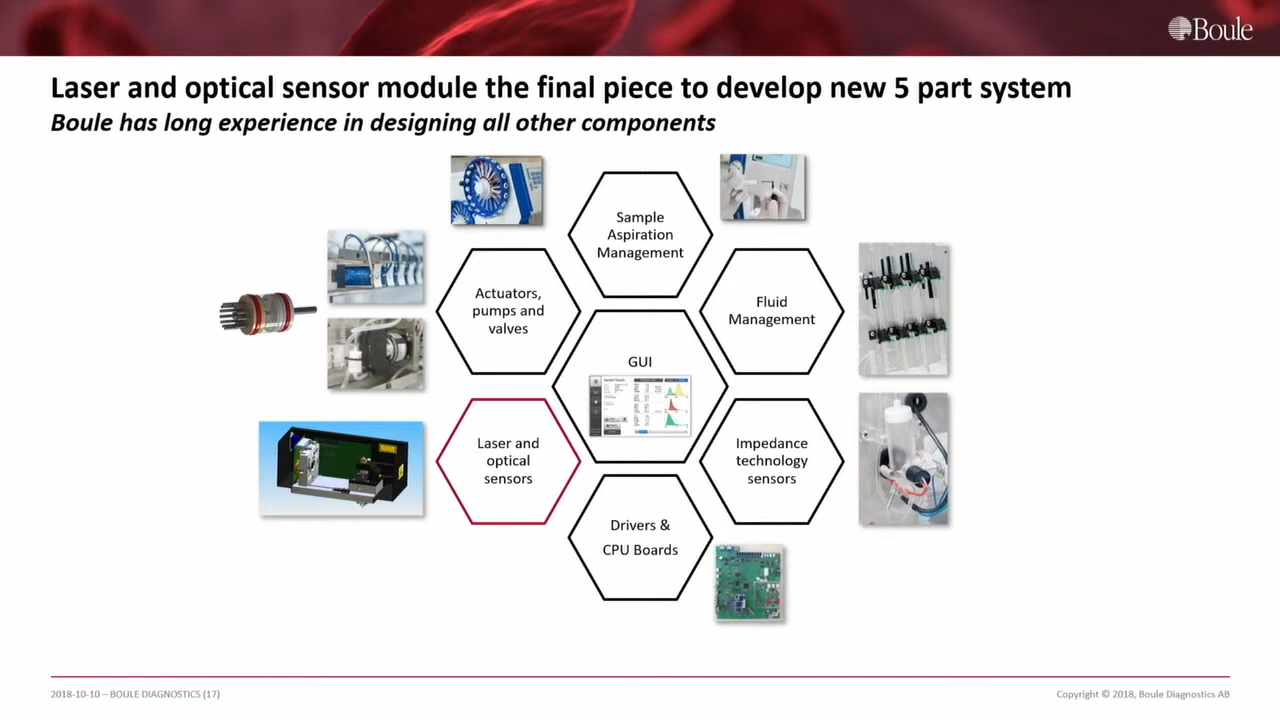 Boule
Laser and optical sensor module the final piece to develop new 5 part system
Boule has long experience in designing all other components
Sample
Aspiration
Management
Actuators,
pumps and
valves
Fluid
Management
GUI
Laser and
optical
sensors
Impedance
technology
sensors
Drivers &
CPU Boards
2018-10-10 – BOULE DIAGNOSTICS (17)
Copyright © 2018, Boule Diagnostics AB